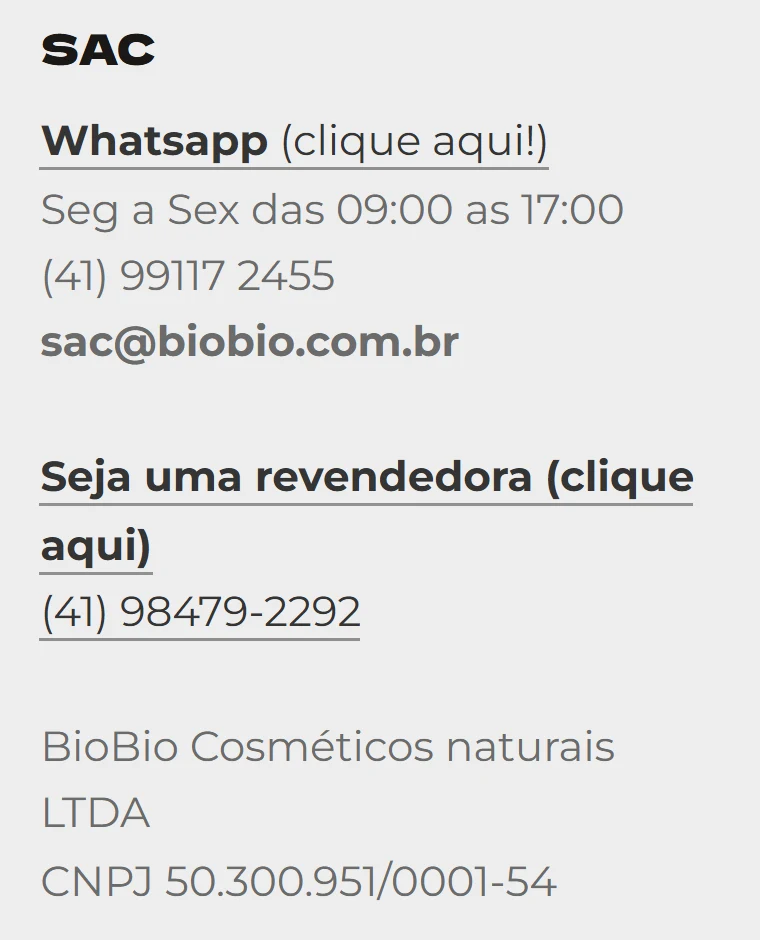 SAC
Whatsapp (clique aqui!)
Seg a Sex das 09:00 as 17:00
(41) 99117 2455
sac@biobio.com.br
Seja uma revendedora (clique
aqui)
(41) 98479-2292
BioBio Cosméticos naturais
LTDA
CNPJ 50.300.951/0001-54